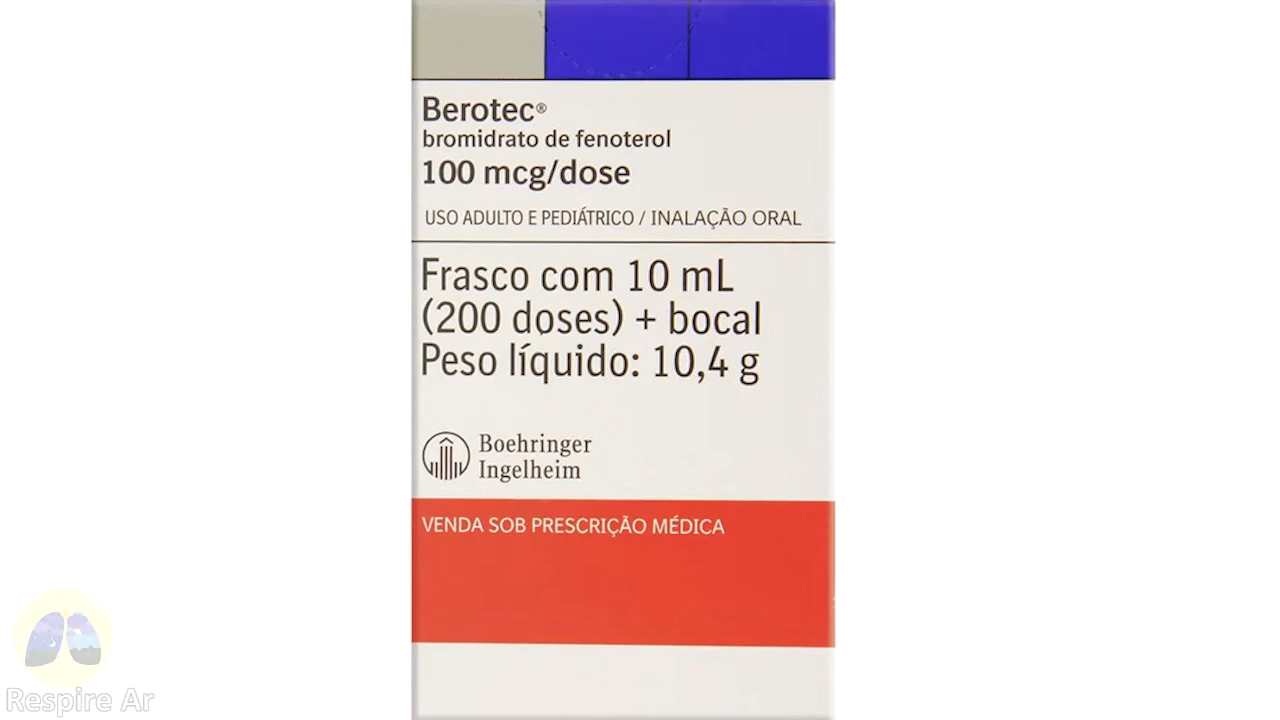 Berotec®
bromidrato de fenoterol
100 mcg/dose
USO ADULTO E PEDIÁTRICO / INALAÇÃO ORAL
Frasco com 10 mL
(200 doses) + bocal
Peso líquido: 10,4 g
Boehringer
Ingelheim
VENDA SOB PRESCRIÇÃO MÉDICA
Respire Ar